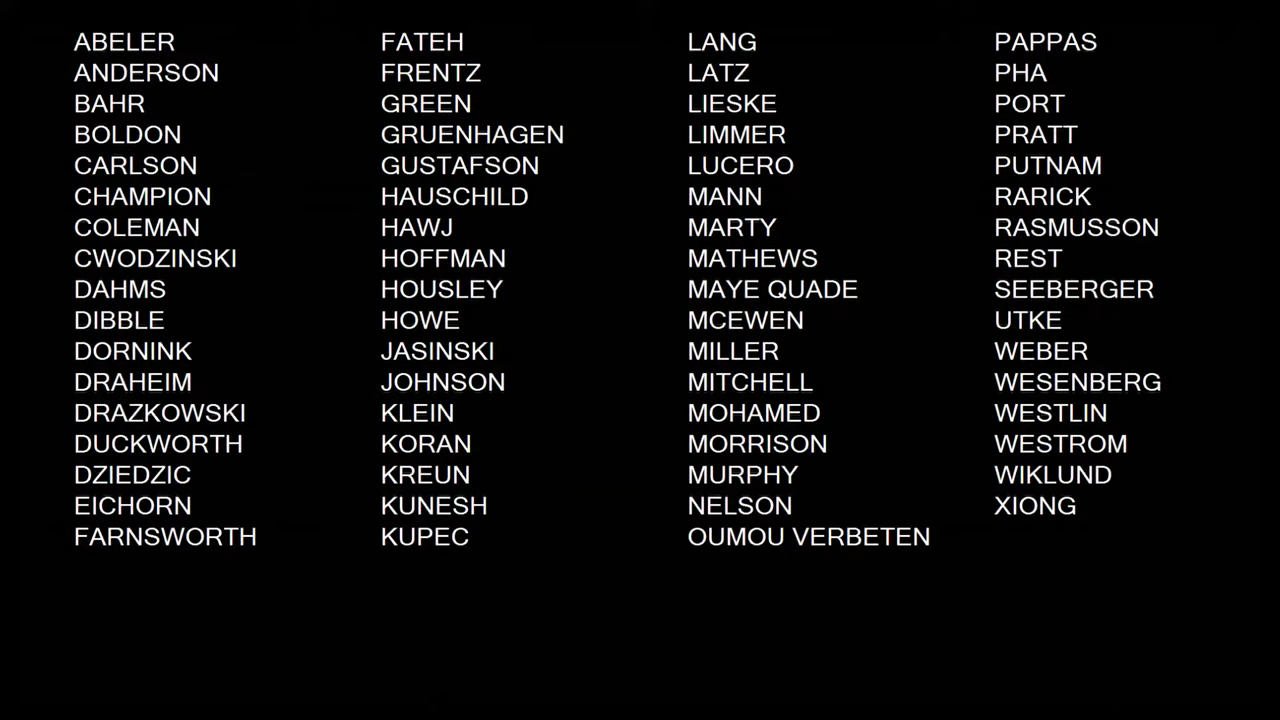 ABELER
ANDERSON
BAHR
BOLDON
CARLSON
CHAMPION
COLEMAN
CWODZINSKI
DAHMS
DIBBLE
DORNINK
DRAHEIM
DRAZKOWSKI
DUCKWORTH
DZIEDZIC
EICHORN
FARNSWORTH
FATEH
FRENTZ
GREEN
GRUENHAGEN
GUSTAFSON
HAUSCHILD
HAWJ
HOFFMAN
HOUSLEY
HOWE
JASINSKI
JOHNSON
KLEIN
KORAN
KREUN
KUNESH
KUPEC
LANG
LATZ
LIESKE
LIMMER
LUCERO
MANN
MARTY
MATHEWS
MAYE QUADE
MCEWEN
MILLER
MITCHELL
MOHAMED
MORRISON
MURPHY
NELSON
OUMOU VERBETEN
PAPPAS
PHA
PORT
PRATT
PUTNAM
RARICK
RASMUSSON
REST
SEEBERGER
UTKE
WEBER
WESENBERG
WESTLIN
WESTROM
WIKLUND
XIONG